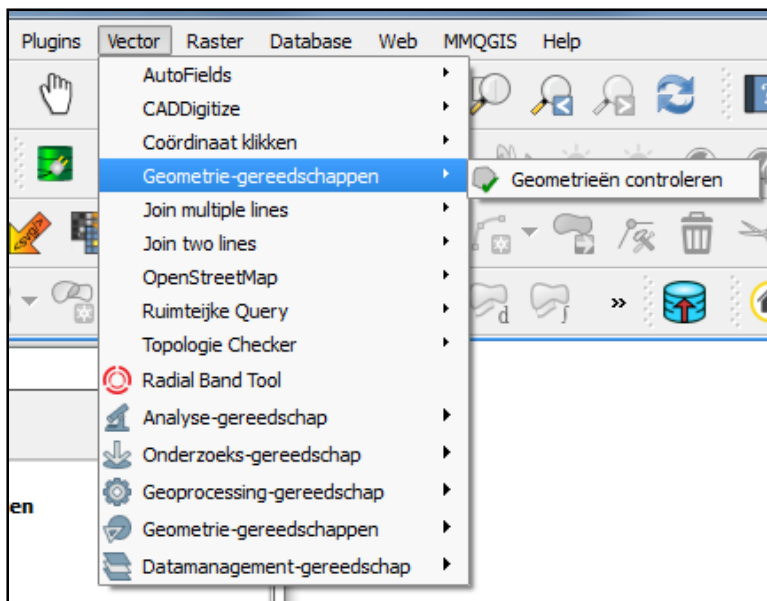 Plugins Vector Raster Database Web MMQGIS Help
AutoFields
CADDigitize
Coördinaat klikken
Geometrie-gereedschappen
Geometrieën controleren
Join multiple lines
Join two lines
OpenStreetMap
Ruimteijke Query
Topologie Checker
Radial Band Tool
Analyse-gereedschap
Onderzoeks-gereedschap
Geoprocessing-gereedschap
en
Geometrie-gereedschappen
Datamanagement-gereedschap